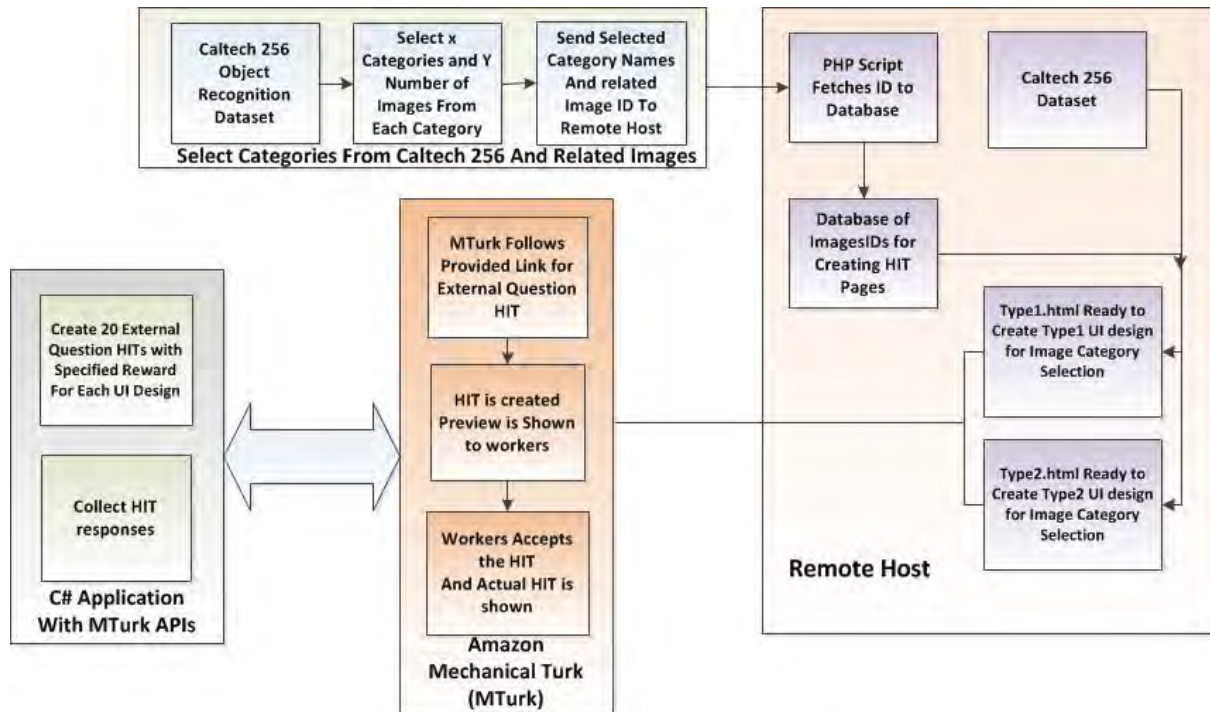 Caltech 256
Object
Recognition
Dataset
Select x
Categories and Y
Number of
Images From
Each Category
Send Selected
Category Names
And related
Image ID To
Remote Host
Select Categories From Caltech 256 And Related Images
PHP Script
Fetches ID to
Database
Caltech 256
Dataset
Database of
ImagesIDs for
Creating HIT
Pages
Type1.html Ready to
Create Type1 UI design
for Image Category
Selection
Type2.html Ready to
Create Type2 UI design
for Image Category
Selection
Remote Host
MTurk Follows
Provided Link for
External Question
HIT
HIT is created
Preview is Shown
to workers
Workers Accepts
the HIT
And Actual HIT is
shown
Amazon
Mechanical Turk
(MTurk)
Create 20 External
Question HITs with
Specified Reward
For Each UI Design
Collect HIT
responses
C# Application
With MTurk APIs